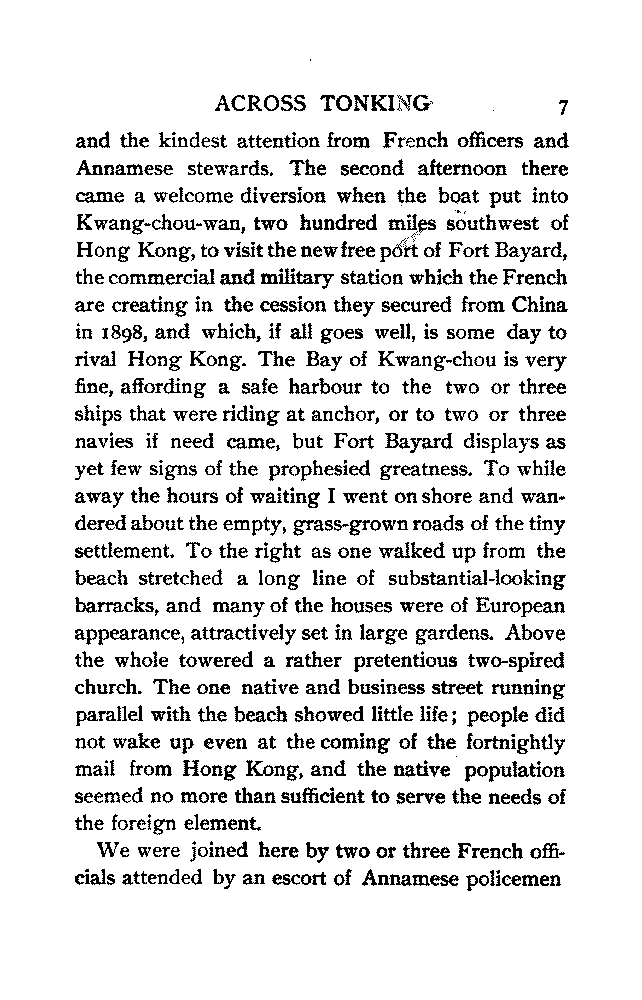 ACROSS TONKING 7
and the kindest attention from French officers and
Annamese stewards. The second afternoon there
came a welcome diversion when the boat put into
Kwang-chou-wan, two hundred miles southwest of
Hong Kong, to visit the new free port of Fort Bayard,
the commercial and military station which the French
are creating in the cession they secured from China
in 1898, and which, if all goes well, is some day to
rival Hong Kong. The Bay of Kwang-chou is very
fine, affording a safe harbour to the two or three
ships that were riding at anchor, or to two or three
navies if need came, but Fort Bayard displays as
yet few signs of the prophesied greatness. To while
away the hours of waiting I went on shore and wan-
dered about the empty, grass-grown roads of the tiny
settlement. To the right as one walked up from the
beach stretched a long line of substantial-looking
barracks, and many of the houses were of European
appearance, attractively set in large gardens. Above
the whole towered a rather pretentious two-spired
church. The one native and business street running
parallel with the beach showed little life; people did
not wake up even at the coming of the fortnightly
mail from Hong Kong, and the native population
seemed no more than sufficient to serve the needs of
the foreign element.
We were joined here by two or three French offi-
cials attended by an escort of Annamese policemen